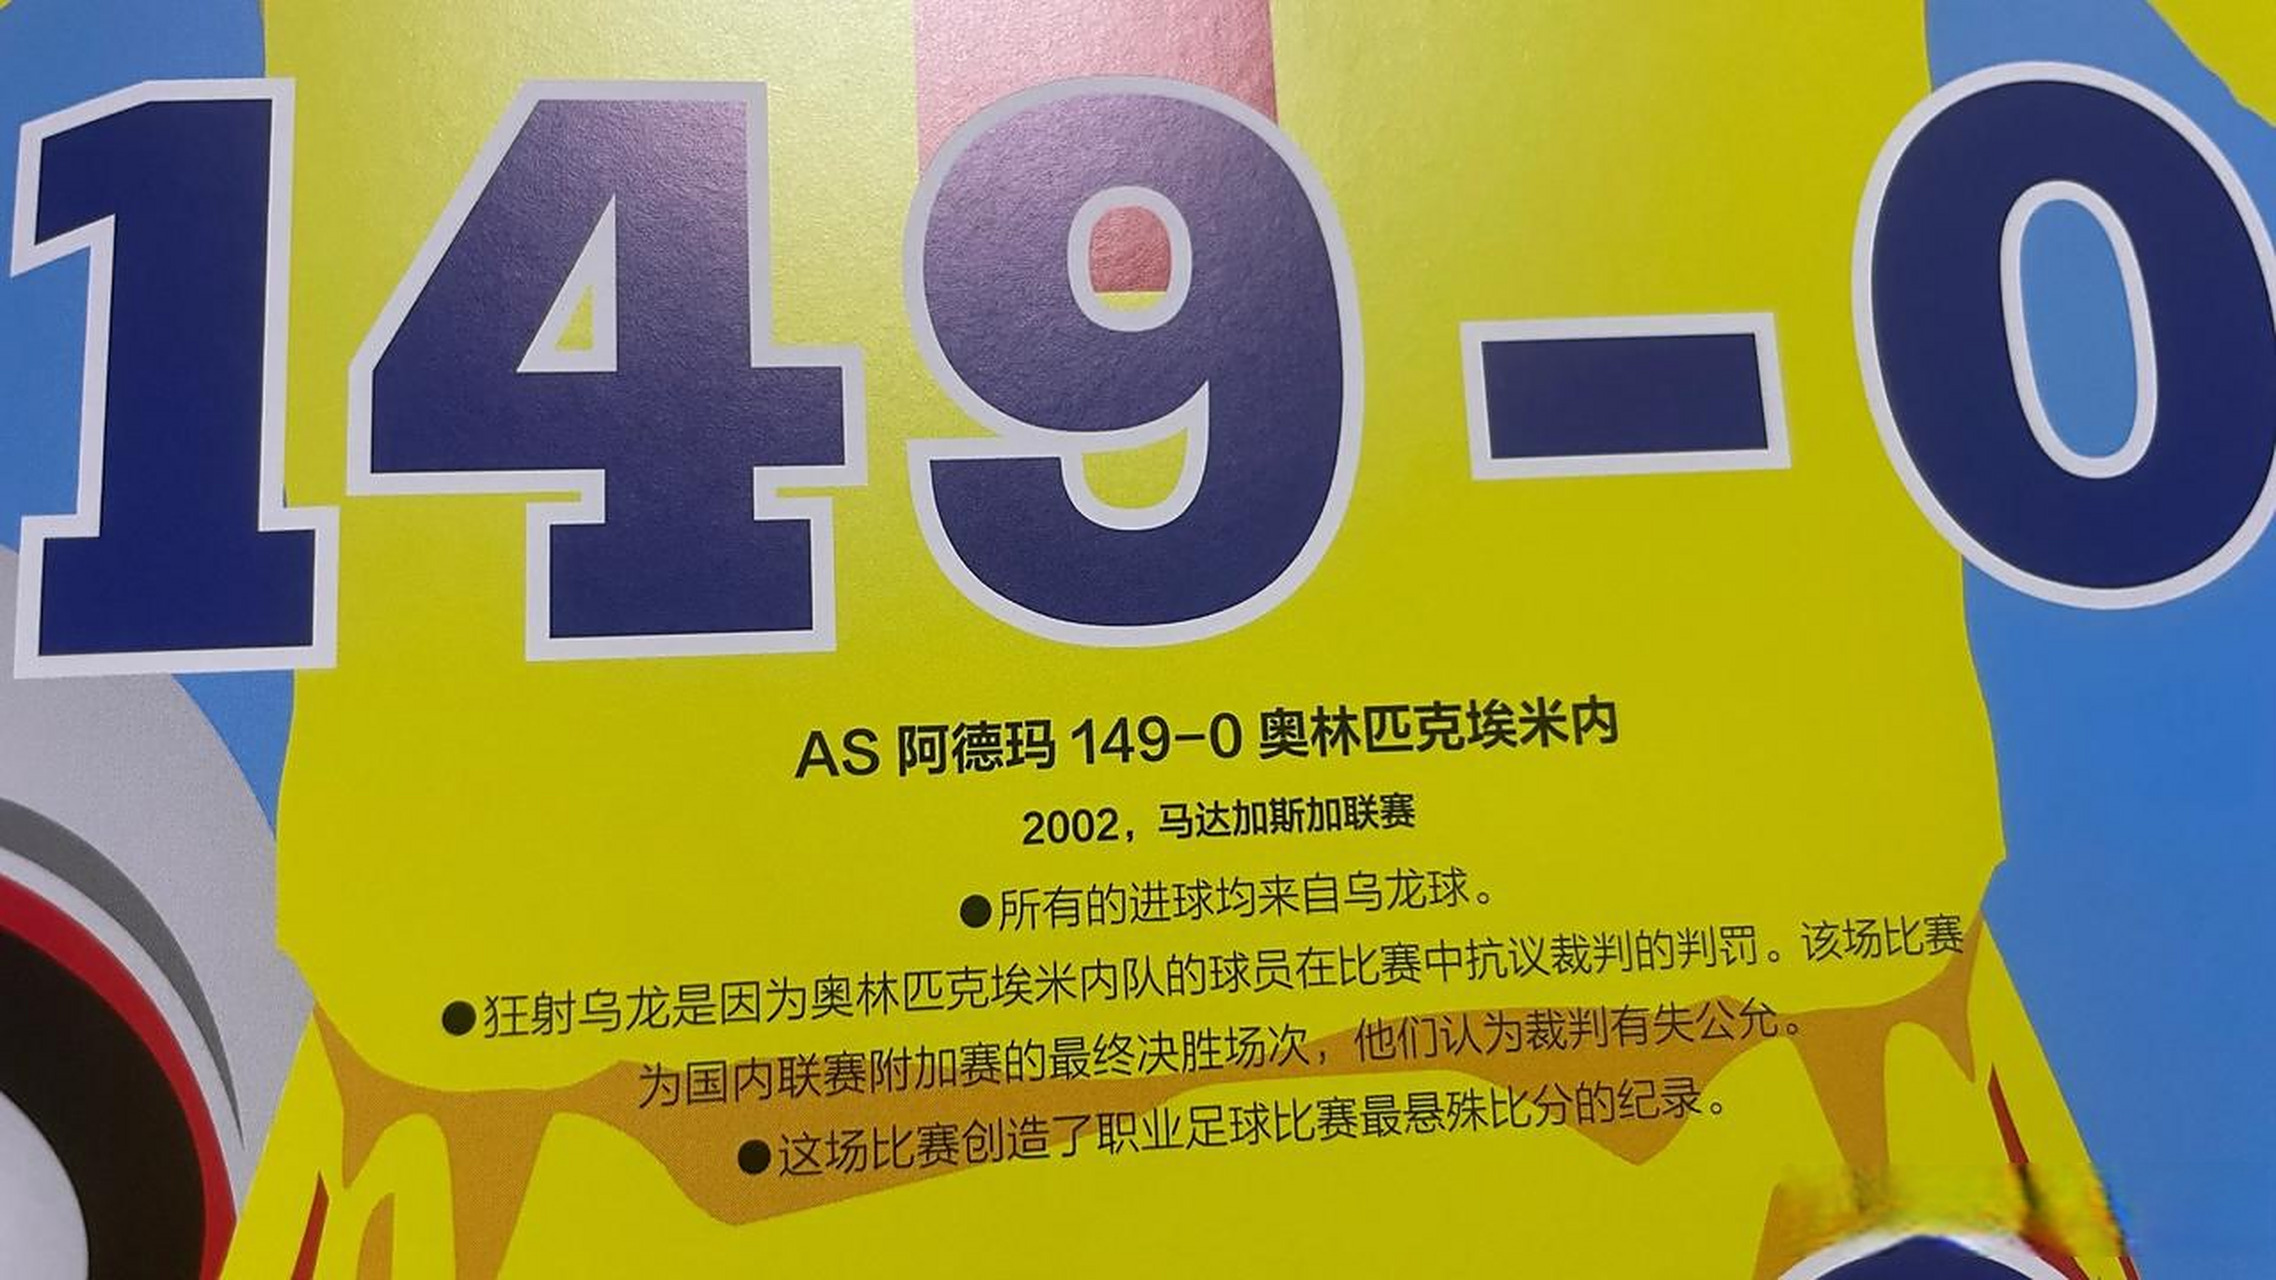 149-0
AS 阿德玛 149-0 奥林匹克埃米内
2002，马达加斯加联赛
●所有的进球均来自乌龙球。
●狂射乌龙是因为奥林匹克埃米内队的球员在比赛中抗议裁判的判罚。该场比赛
为国内联赛附加赛的最终决胜场次，他们认为裁判有失公允。
●这场比赛创造了职业足球比赛最悬殊比分的纪录。